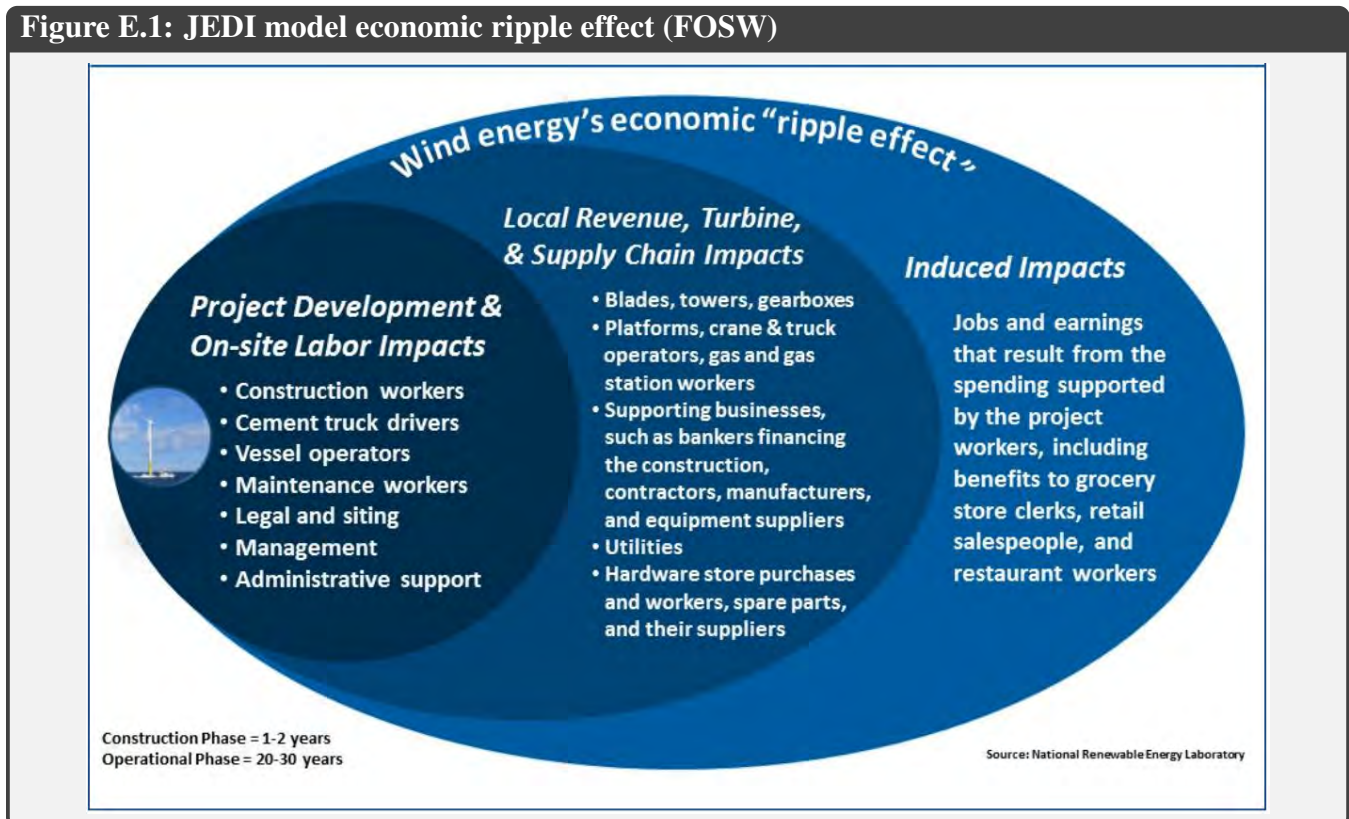 Figure E.1: JEDI model economic ripple effect (FOSW)
Wind energy's economic “ripple effect”
Project Development &
On-site Labor Impacts
• Construction workers
• Cement truck drivers
• Vessel operators
• Maintenance workers
• Legal and siting
• Management
• Administrative support
Local Revenue, Turbine,
& Supply Chain Impacts
• Blades, towers, gearboxes
• Platforms, crane & truck
operators, gas and gas
station workers
• Supporting businesses,
such as bankers financing
the construction,
contractors, manufacturers,
and equipment suppliers
• Utilities
• Hardware store purchases
and workers, spare parts,
and their suppliers
Induced Impacts
Jobs and earnings
that result from the
spending supported
by the project
workers, including
benefits to grocery
store clerks, retail
salespeople, and
restaurant workers
Construction Phase = 1-2 years
Operational Phase = 20-30 years
Source: National Renewable Energy Laboratory